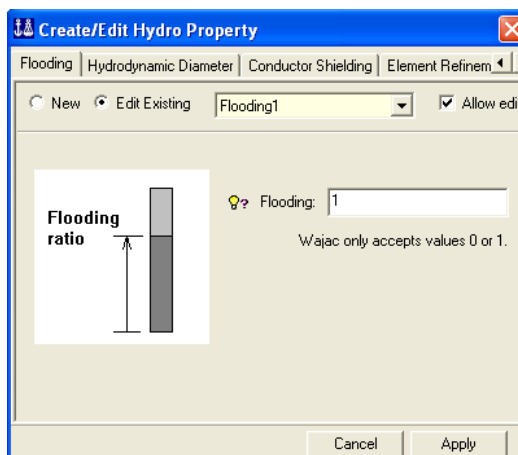 Create/Edit Hydro Property
Flooding Hydrodynamic Diameter Conductor Shielding Element Refinem
New Edit Existing Flooding1 Allow edi
Flooding ratio
Flooding: 1
Wajac only accepts values 0 or 1.
Cancel Apply